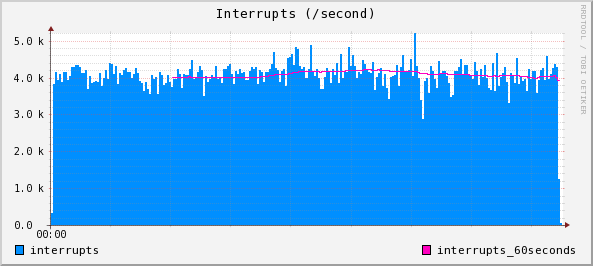 Interrupts (/second)
RRDTOOL / TOBI OETIKER
5.0 k
4.0 k
3.0 k
2.0 k
1.0 k
0.0
00:00
interrupts
interrupts_60seconds